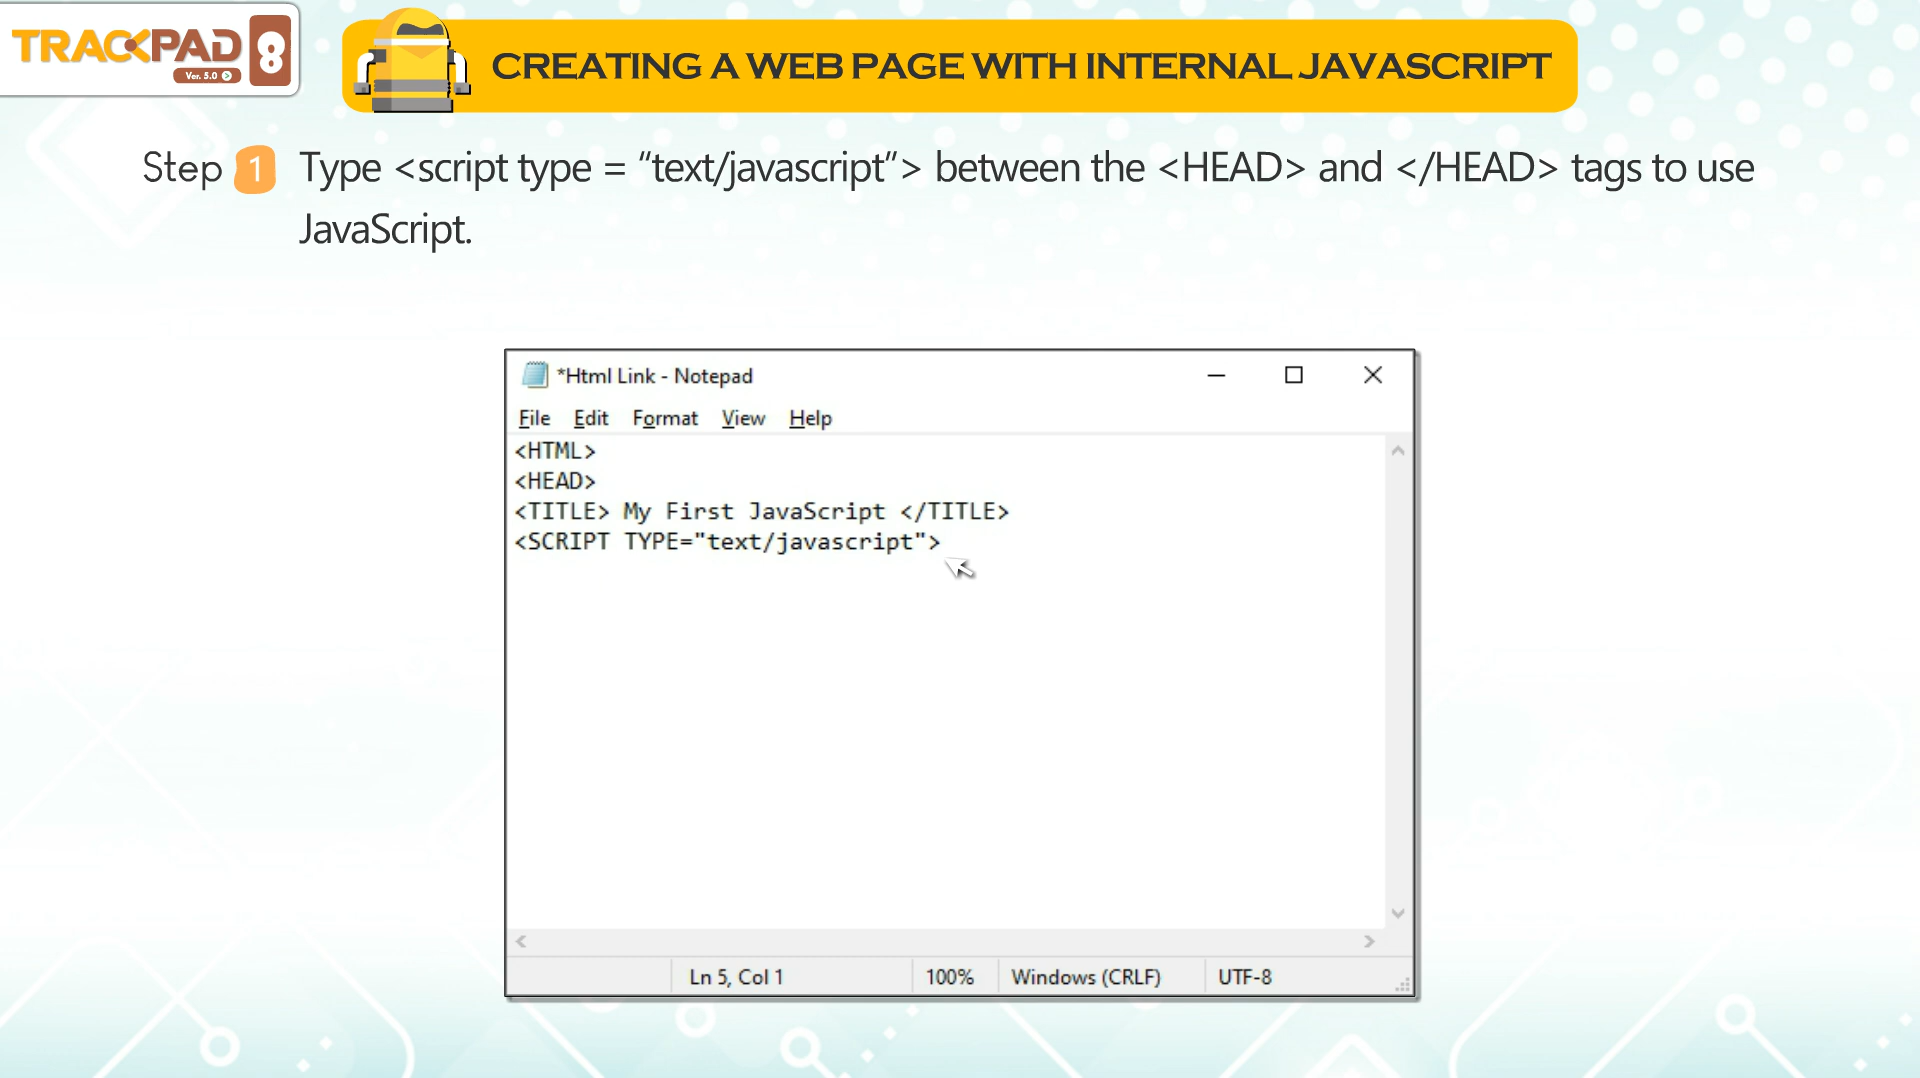 TRACKPAD 8
Ver. 5.0
CREATING A WEB PAGE WITH INTERNAL JAVASCRIPT
Step 1 Type <script type = “text/javascript”> between the <HEAD> and </HEAD> tags to use
JavaScript.
*Html Link - Notepad
File Edit Format View Help
<HTML>
<HEAD>
<TITLE> My First JavaScript </TITLE>
<SCRIPT TYPE="text/javascript">
Ln 5, Col 1 100% Windows (CRLF) UTF-8